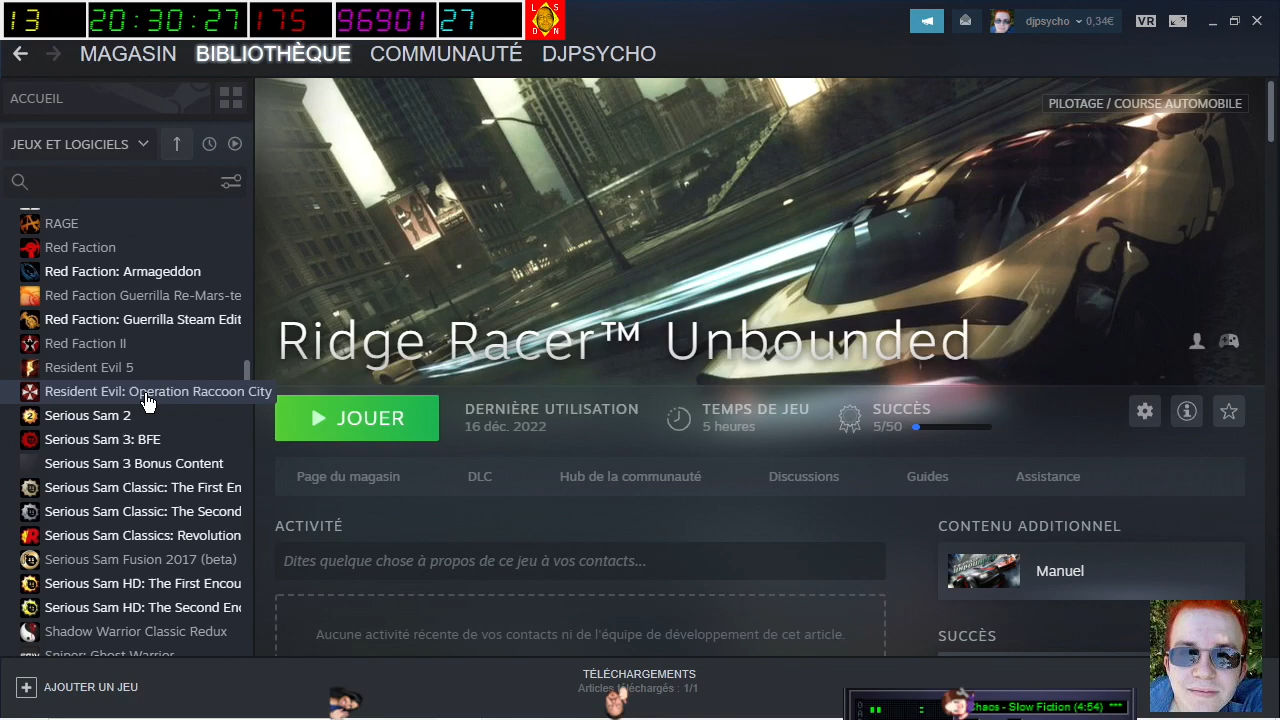 13 20:30:27 175 96901 27
L S
D N
djpsycho 0,34€ VR
MAGASIN BIBLIOTHÈQUE COMMUNAUTÉ DJPSYCHO
ACCUEIL
PILOTAGE / COURSE AUTOMOBILE
JEUX ET LOGICIELS
RAGE
Red Faction
Red Faction: Armageddon
Red Faction Guerrilla Re-Mars-te
Red Faction: Guerrilla Steam Edit
Red Faction II
Resident Evil 5
Resident Evil: Operation Raccoon City
Serious Sam 2
Serious Sam 3: BFE
Serious Sam 3 Bonus Content
Serious Sam Classic: The First En
Serious Sam Classic: The Second
Serious Sam Classics: Revolution
Serious Sam Fusion 2017 (beta)
Serious Sam HD: The First Encou
Serious Sam HD: The Second Enc
Shadow Warrior Classic Redux
Sniper: Ghost Warrior
Ridge Racer™ Unbounded
JOUER
DERNIÈRE UTILISATION
16 déc. 2022
TEMPS DE JEU
5 heures
SUCCÈS
5/50
Page du magasin DLC Hub de la communauté Discussions Guides Assistance
ACTIVITÉ
Dites quelque chose à propos de ce jeu à vos contacts...
Aucune activité récente de vos contacts ni de l'équipe de développement de cet article.
CONTENU ADDITIONNEL
Manuel
SUCCÈS
AJOUTER UN JEU
TÉLÉCHARGEMENTS
Articles téléchargés : 1/1
Chaos - Slow Fiction (4:54) ***